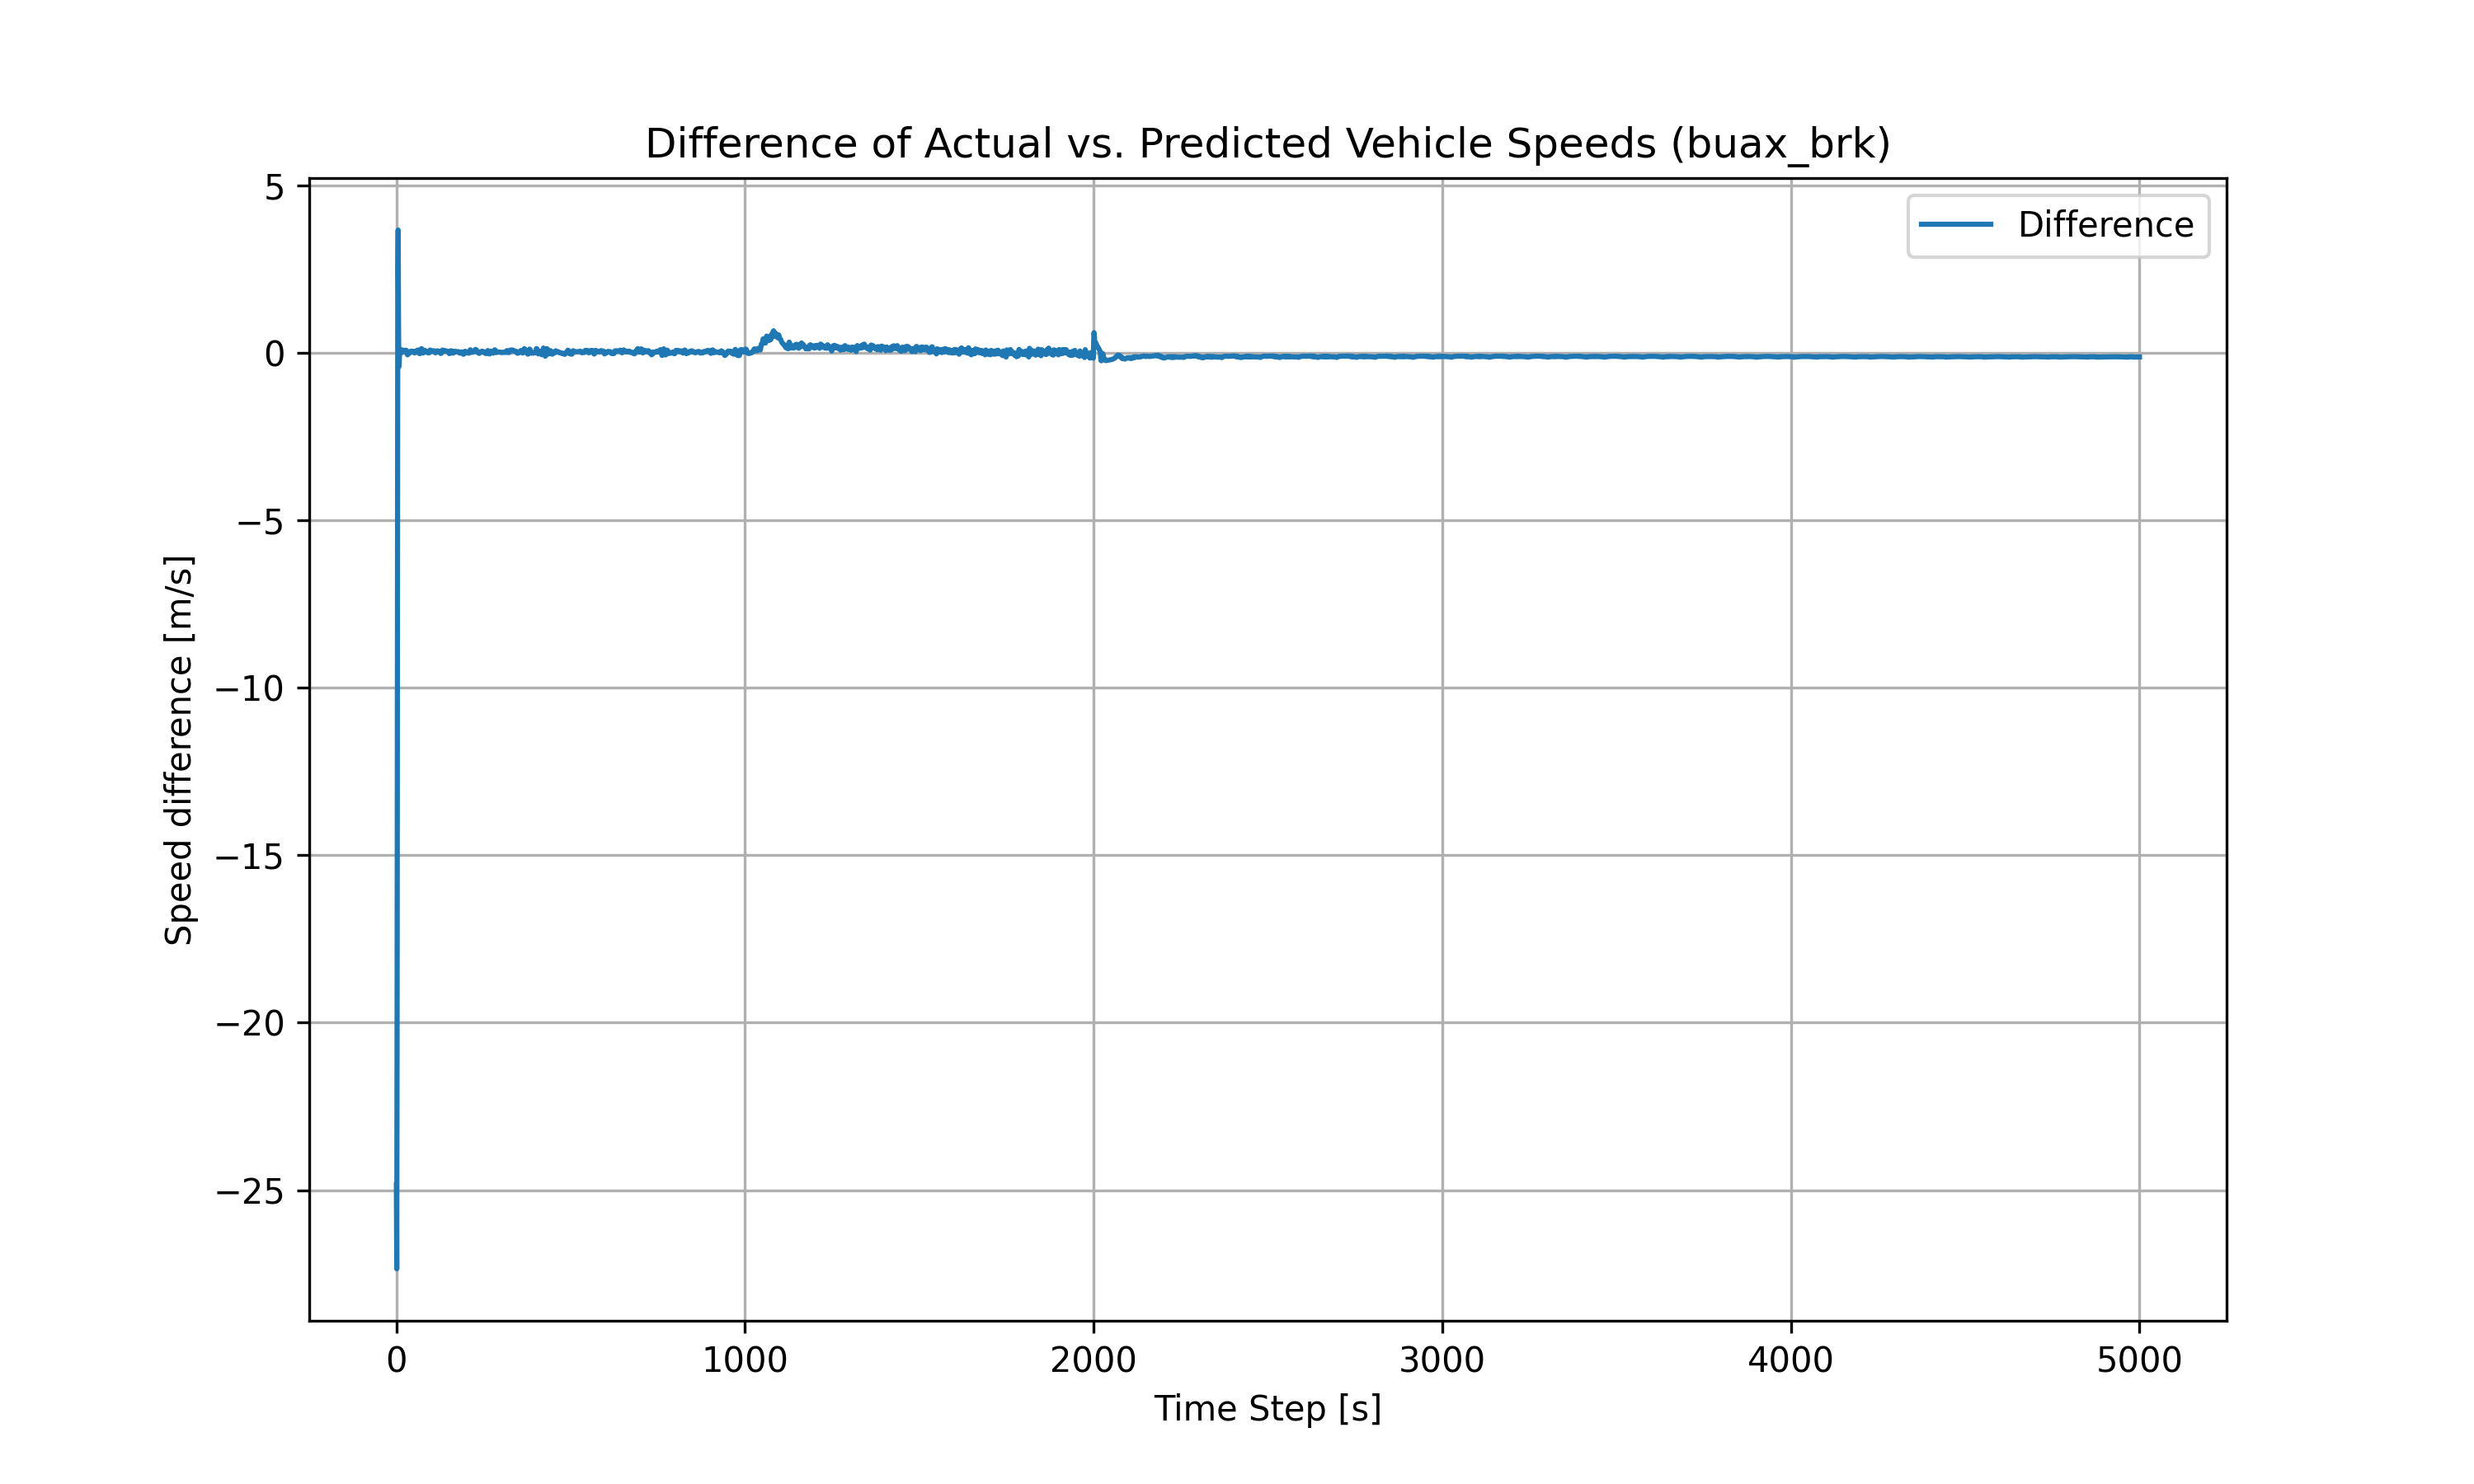 Difference of Actual vs. Predicted Vehicle Speeds (buax_brk)
Difference
5
0
−5
−10
−15
−20
−25
Speed difference [m/s]
0 1000 2000 3000 4000 5000
Time Step [s]